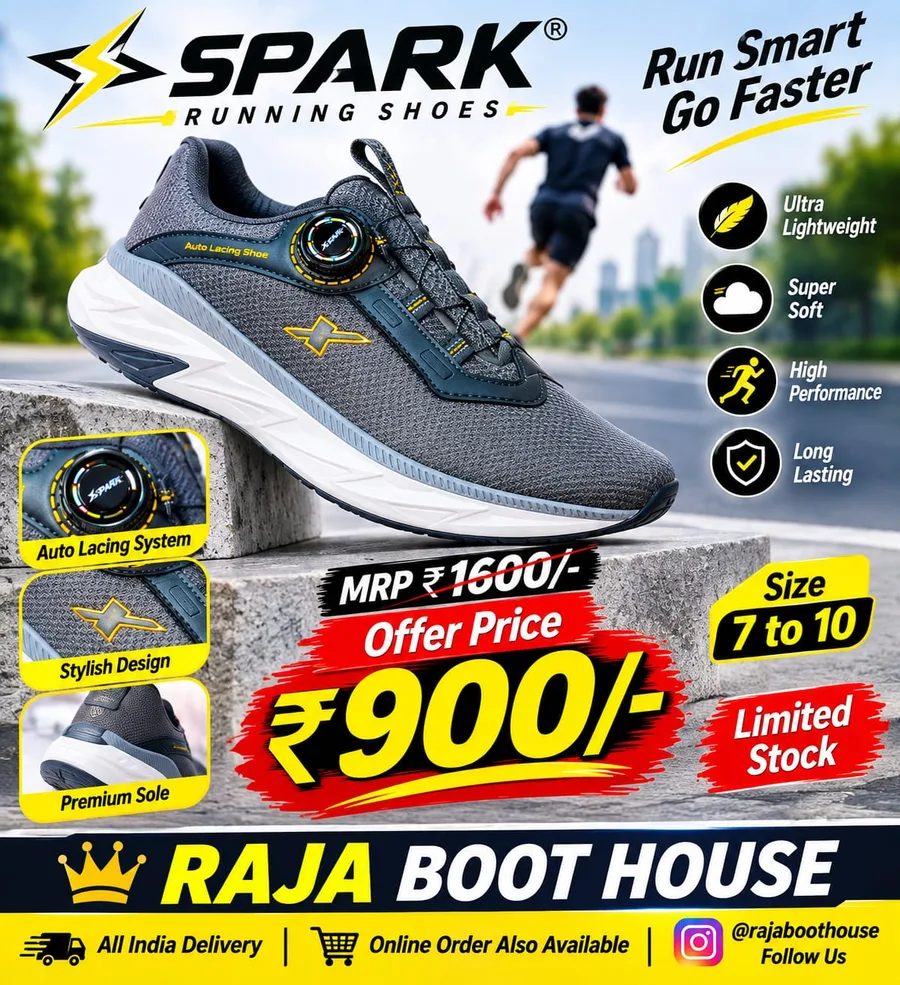 SPARK®
RUNNING SHOES
Run Smart
Go Faster
Ultra
Lightweight
Super
Soft
High
Performance
Long
Lasting
Auto Lacing Shoe
XSPARK
XSPARK
Auto Lacing System
Stylish Design
Premium Sole
MRP ₹ 1600/-
Offer Price
₹900/-
Size
7 to 10
Limited
Stock
RAJA BOOT HOUSE
All India Delivery
Online Order Also Available
@rajaboothouse
Follow Us